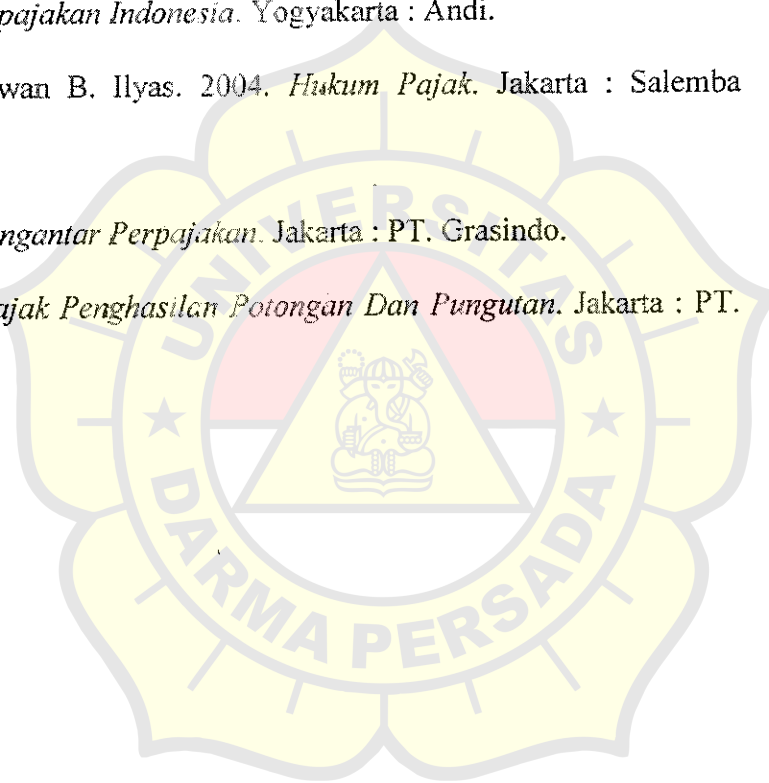 pajakan Indonesia. Yogyakarta : Andi.
wan B. Ilyas. 2004. Hukum Pajak. Jakarta : Salemba
ngantar Perpajakan. Jakarta : PT. Grasindo.
ajak Penghasilan Potongan Dan Pungutan. Jakarta : PT.
UNIVERSITAS
DARMA PERSADA